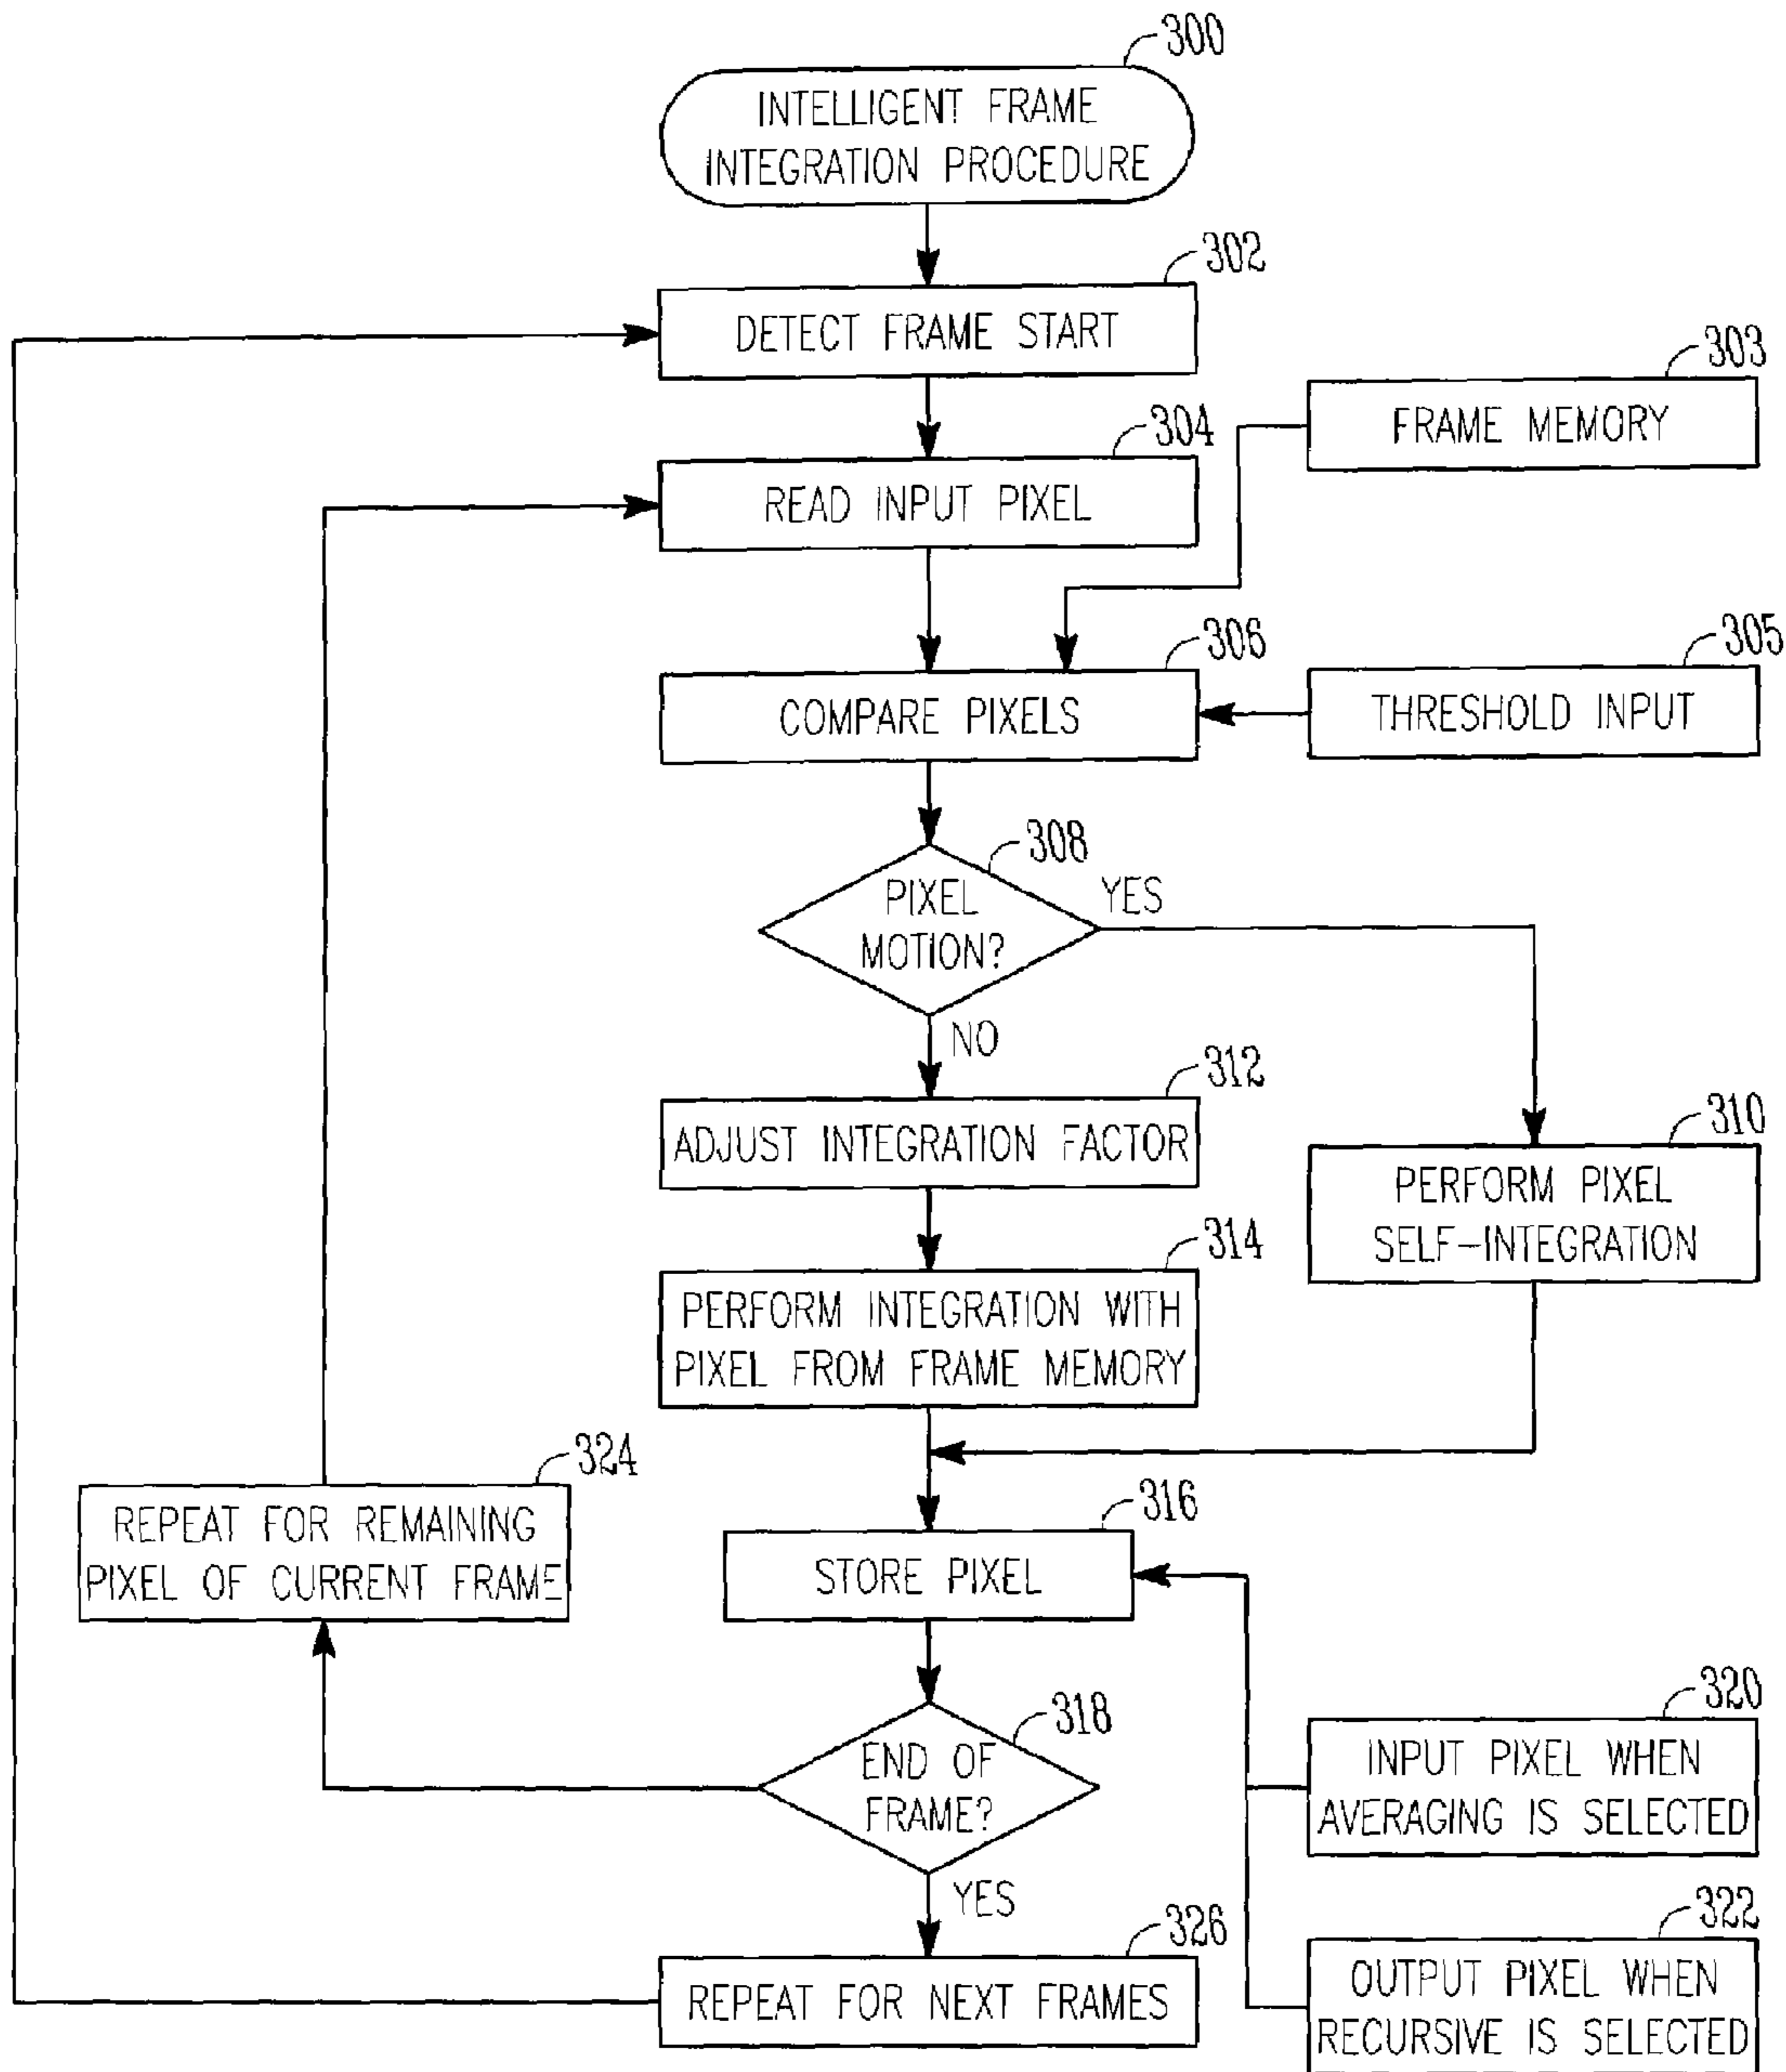 300
INTELLIGENT FRAME
INTEGRATION PROCEDURE
302
DETECT FRAME START
303
FRAME MEMORY
304
READ INPUT PIXEL
305
THRESHOLD INPUT
306
COMPARE PIXELS
308
PIXEL
MOTION?
YES
NO
310
PERFORM PIXEL
SELF-INTEGRATION
312
ADJUST INTEGRATION FACTOR
314
PERFORM INTEGRATION WITH
PIXEL FROM FRAME MEMORY
324
REPEAT FOR REMAINING
PIXEL OF CURRENT FRAME
316
STORE PIXEL
318
END OF
FRAME?
YES
320
INPUT PIXEL WHEN
AVERAGING IS SELECTED
322
OUTPUT PIXEL WHEN
RECURSIVE IS SELECTED
326
REPEAT FOR NEXT FRAMES